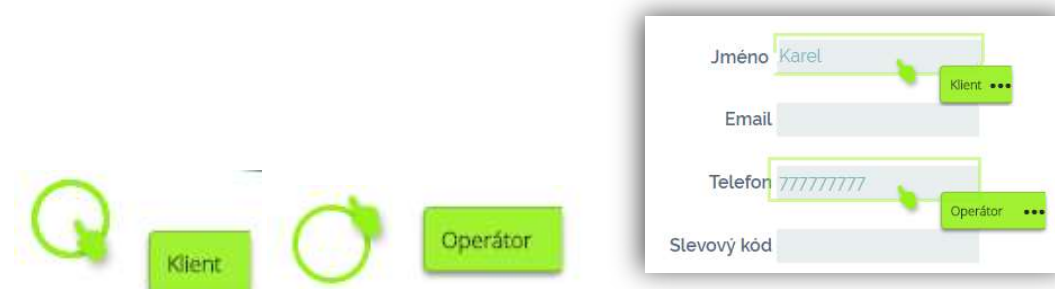 Klient
Operátor
Jméno Karel
Klient •••
Email
Telefon 777777777
Operátor •••
Slevový kód